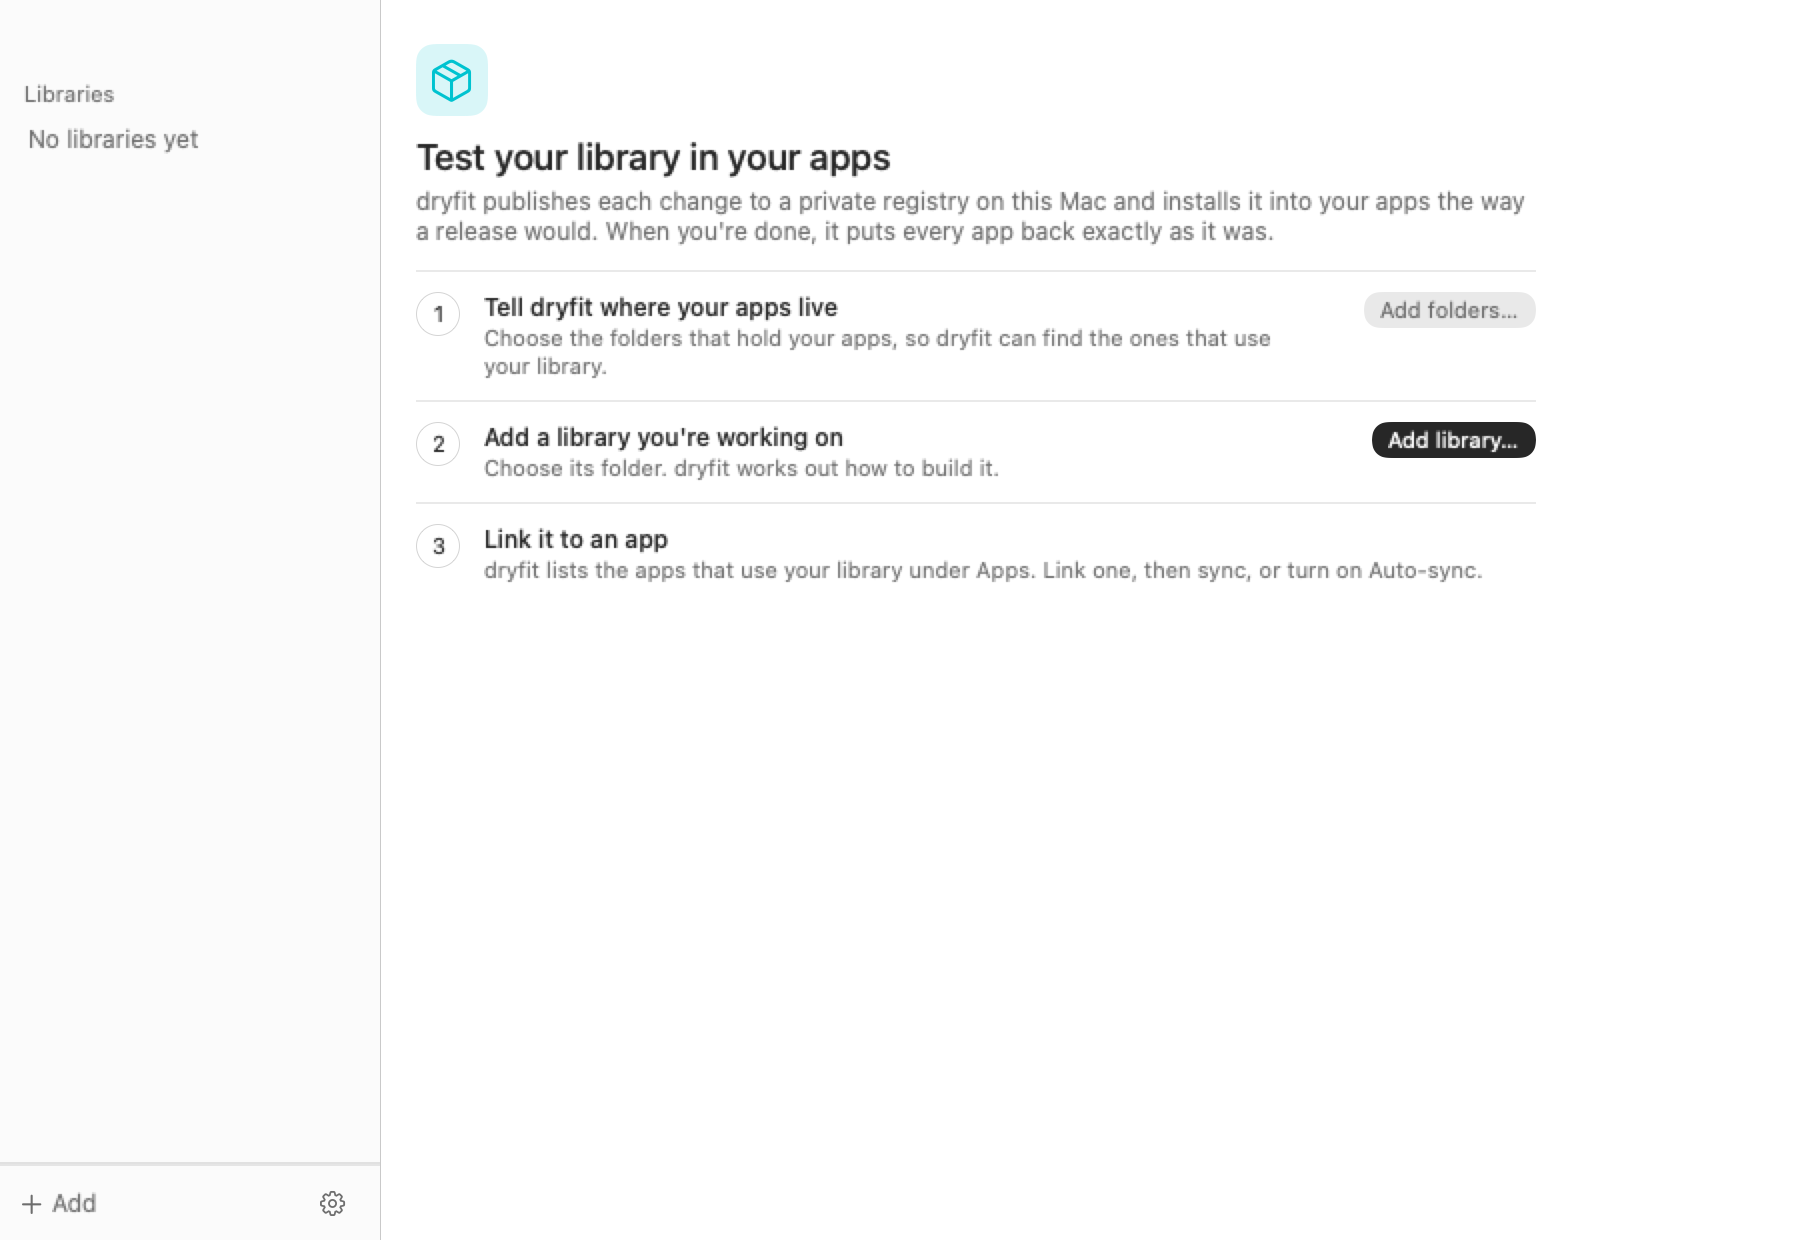 Libraries
No libraries yet
Test your library in your apps
dryfit publishes each change to a private registry on this Mac and installs it into your apps the way
a release would. When you're done, it puts every app back exactly as it was.
1
Tell dryfit where your apps live
Add folders...
Choose the folders that hold your apps, so dryfit can find the ones that use
your library.
2
Add a library you're working on
Add library...
Choose its folder. dryfit works out how to build it.
3
Link it to an app
dryfit lists the apps that use your library under Apps. Link one, then sync, or turn on Auto-sync.
Add